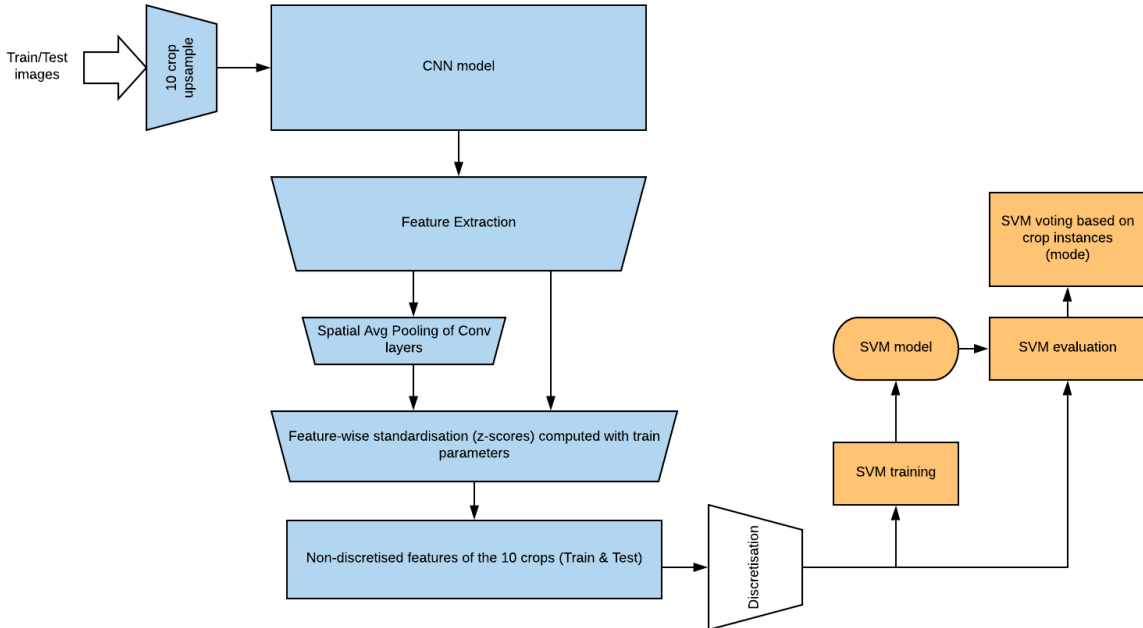 Train/Test
images
10 crop
upsample
CNN model
Feature Extraction
Spatial Avg Pooling of Conv
layers
Feature-wise standardisation (z-scores) computed with train
parameters
Non-discretised features of the 10 crops (Train & Test)
Discretisation
SVM training
SVM model
SVM evaluation
SVM voting based on
crop instances
(mode)